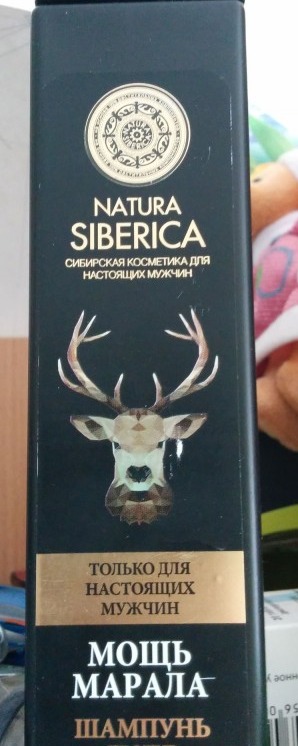 NATURA
SIBERICA
СИБИРСКАЯ КОСМЕТИКА ДЛЯ
НАСТОЯЩИХ МУЖЧИН
ТОЛЬКО ДЛЯ
НАСТОЯЩИХ
МУЖЧИН
МОЩЬ
МАРАЛА
ШАМПУНЬ